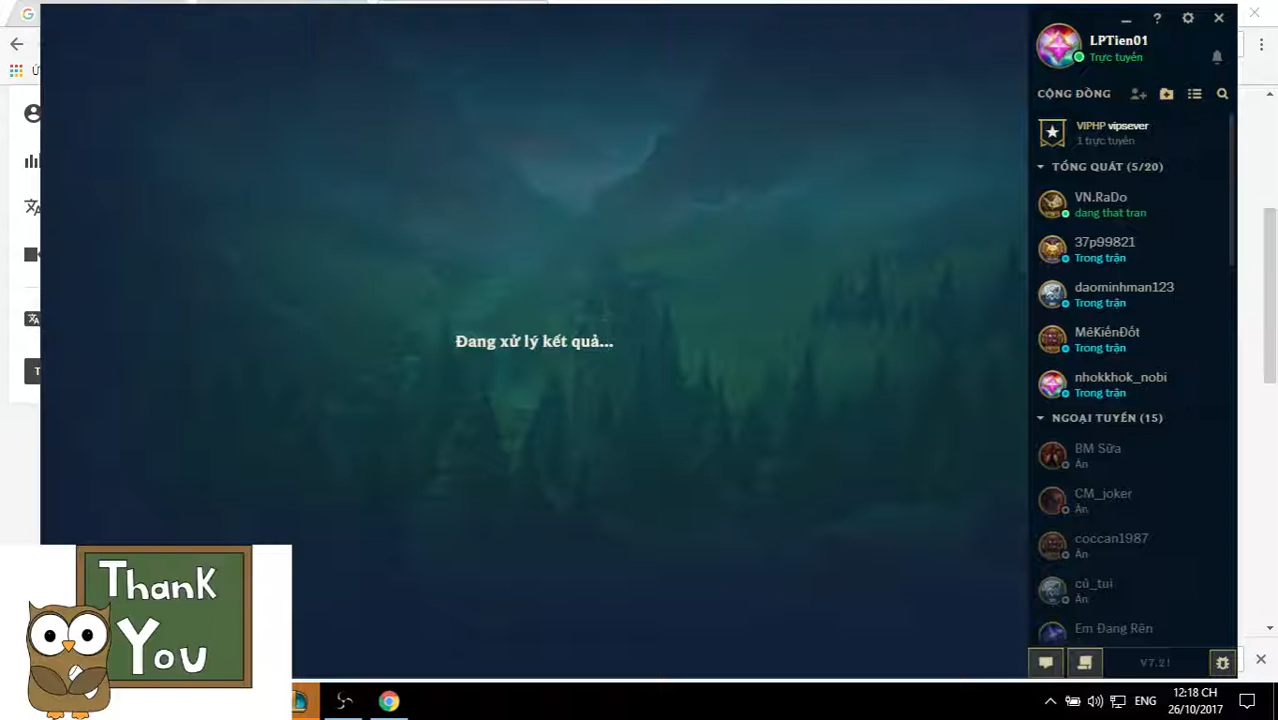 LPTien01
Trực tuyến
CỘNG ĐỒNG
VIPHP vipsever
1 trực tuyến
TỔNG QUÁT (5/20)
VN.RaDo
dang that tran
37p99821
Trong trận
daominhman123
Trong trận
MêKiếnĐốt
Trong trận
nhokkhok_nobi
Trong trận
NGOẠI TUYẾN (15)
BM Sữa
Ẩn
CM_joker
Ẩn
coccan1987
Ẩn
củ_tui
Ẩn
Em Đang Rên
Đang xử lý kết quả...
Thank
You
V7.21
ENG
12:18 CH
26/10/2017